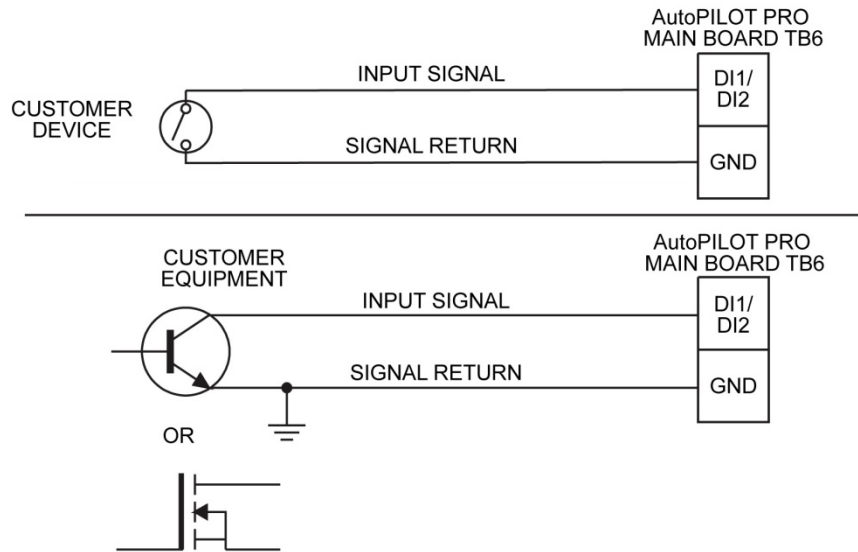 AutoPILOT PRO
MAIN BOARD TB6
INPUT SIGNAL
DI1/
DI2
CUSTOMER
DEVICE
SIGNAL RETURN
GND
CUSTOMER
EQUIPMENT
AutoPILOT PRO
MAIN BOARD TB6
INPUT SIGNAL
DI1/
DI2
SIGNAL RETURN
GND
OR